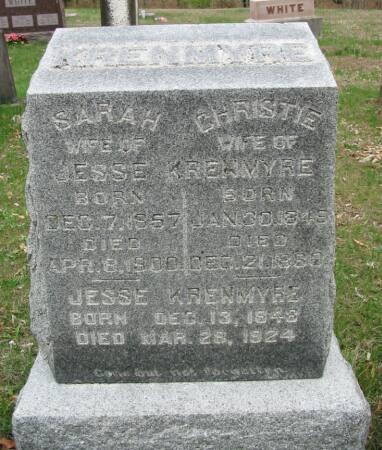 WHITE
KRENMYRE
SARAH
WIFE OF
JESSE
BORN
DEC. 7, 1857
DIED
APR. 8, 1900.
CHRISTIE
WIFE OF
KRENMYRE
BORN
JAN. 30. 1849
DIED
DEC. 21, 1880
JESSE KRENMYRE
BORN DEC. 13, 1848
DIED MAR. 28, 1924
Gone but not forgotten.